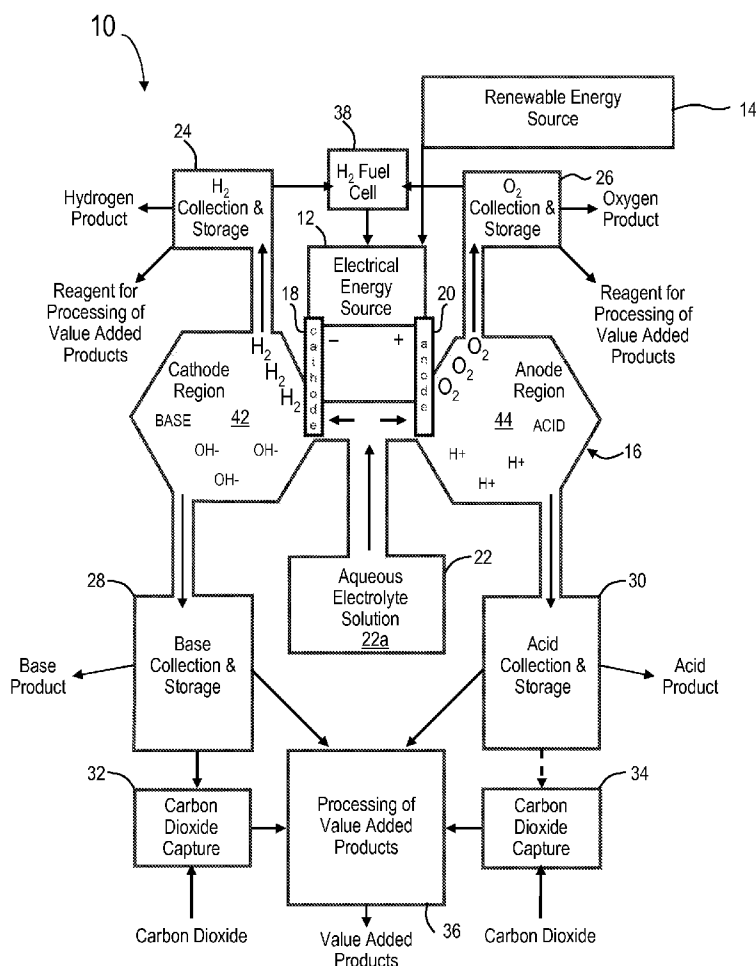 10
Renewable Energy
Source
14
38
24
H₂ Fuel
Cell
26
H₂
Collection &
Storage
O₂
Collection &
Storage
Hydrogen
Product
Oxygen
Product
12
Electrical
Energy
Source
18
20
Reagent for
Processing of
Value Added
Products
Reagent for
Processing of
Value Added
Products
cathode
− +
anode
H₂
H₂
H₂
O₂
O₂
O₂
Cathode
Region
Anode
Region
BASE
42
44
ACID
OH-
OH-
OH-
H+
H+
H+
16
22
Aqueous
Electrolyte
Solution
22a
28
30
Base
Collection &
Storage
Acid
Collection &
Storage
Base
Product
Acid
Product
32
34
Carbon
Dioxide
Capture
Processing of
Value Added
Products
Carbon
Dioxide
Capture
36
Carbon Dioxide
Value Added
Products
Carbon Dioxide